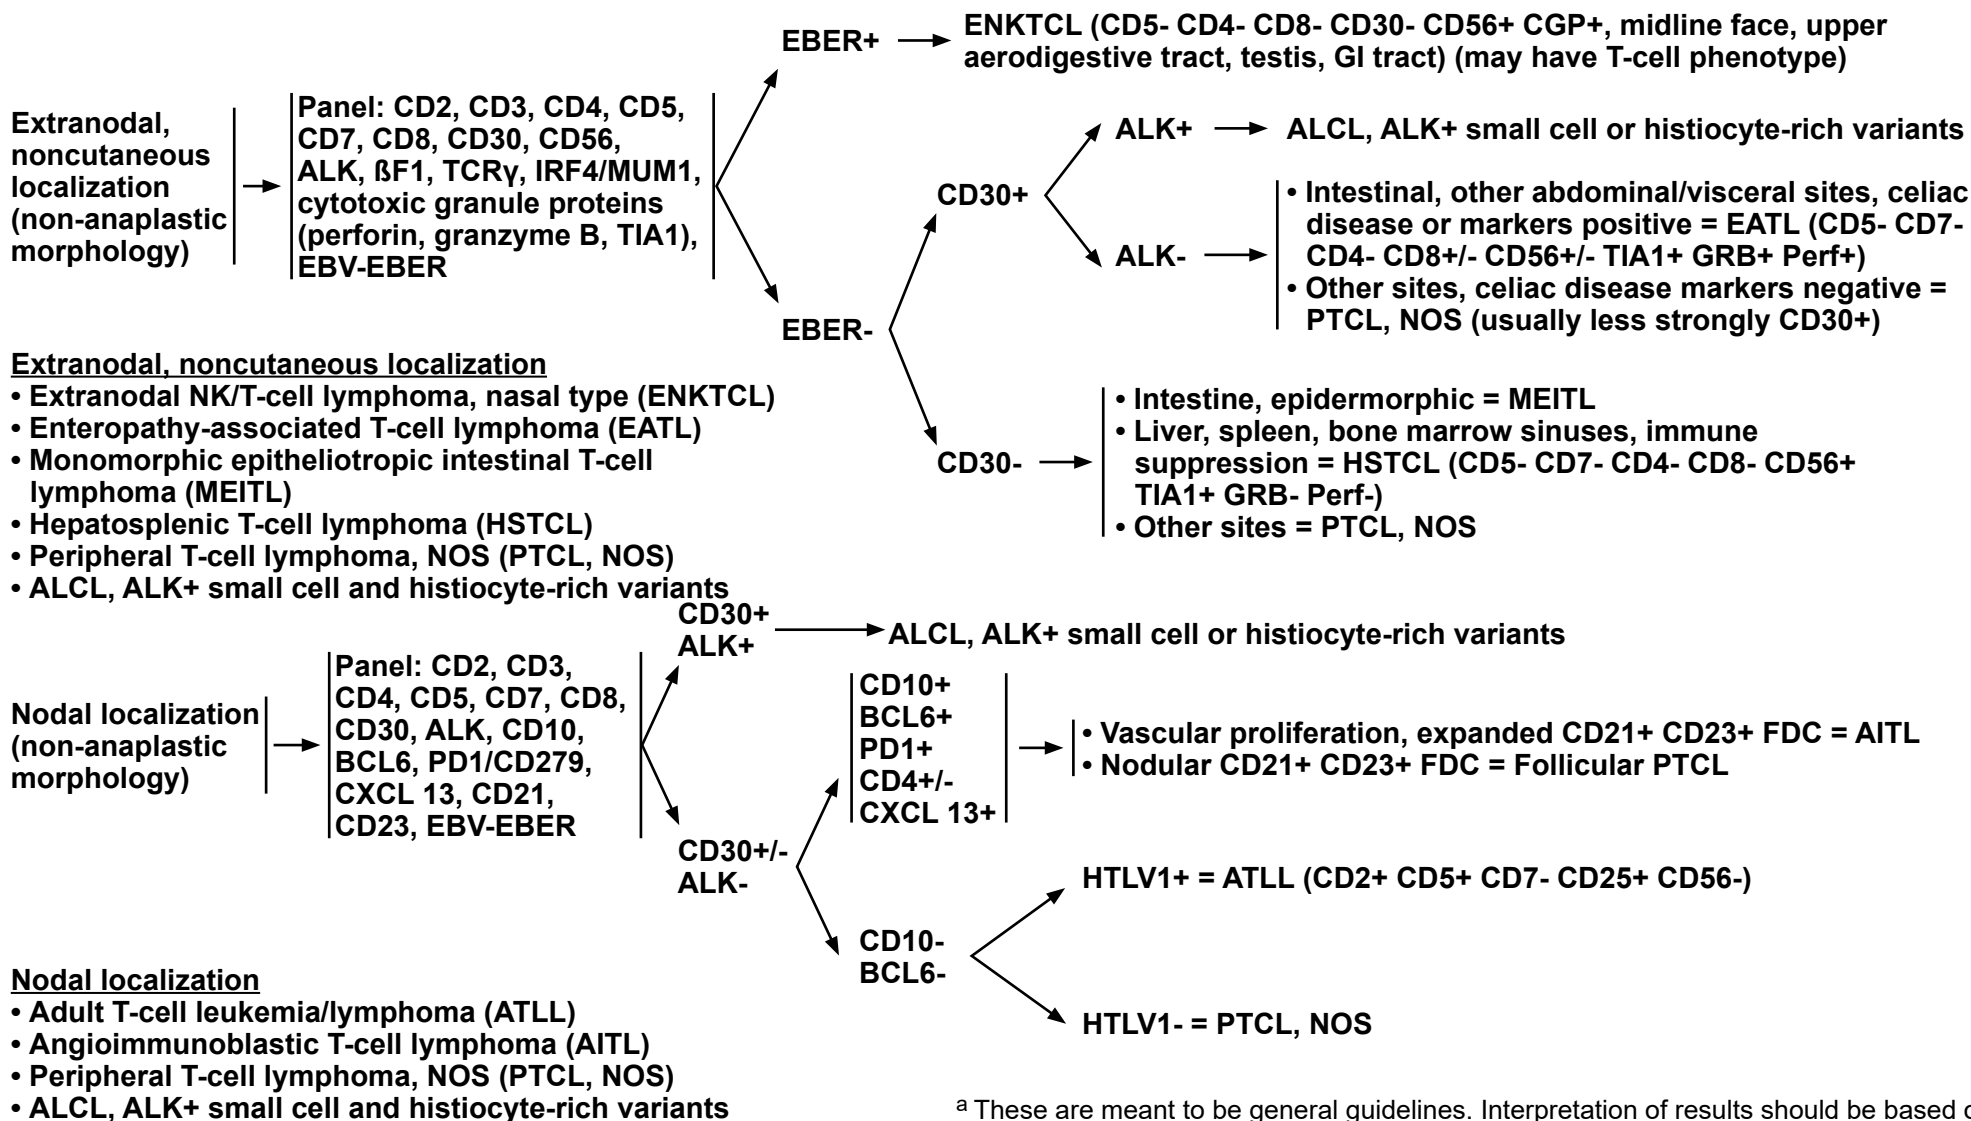 EBER+
ENKTCL (CD5- CD4- CD8- CD30- CD56+ CGP+, midline face, upper
aerodigestive tract, testis, GI tract) (may have T-cell phenotype)
Extranodal,
noncutaneous
localization
(non-anaplastic
morphology)
Panel: CD2, CD3, CD4, CD5,
CD7, CD8, CD30, CD56,
ALK, ßF1, TCRγ, IRF4/MUM1,
cytotoxic granule proteins
(perforin, granzyme B, TIA1),
EBV-EBER
EBER-
CD30+
ALK+
ALCL, ALK+ small cell or histiocyte-rich variants
ALK-
• Intestinal, other abdominal/visceral sites, celiac
disease or markers positive = EATL (CD5- CD7-
CD4- CD8+/- CD56+/- TIA1+ GRB+ Perf+)
• Other sites, celiac disease markers negative =
PTCL, NOS (usually less strongly CD30+)
CD30-
• Intestine, epidermorphic = MEITL
• Liver, spleen, bone marrow sinuses, immune
suppression = HSTCL (CD5- CD7- CD4- CD8- CD56+
TIA1+ GRB- Perf-)
• Other sites = PTCL, NOS
Extranodal, noncutaneous localization
• Extranodal NK/T-cell lymphoma, nasal type (ENKTCL)
• Enteropathy-associated T-cell lymphoma (EATL)
• Monomorphic epitheliotropic intestinal T-cell
lymphoma (MEITL)
• Hepatosplenic T-cell lymphoma (HSTCL)
• Peripheral T-cell lymphoma, NOS (PTCL, NOS)
• ALCL, ALK+ small cell and histiocyte-rich variants
Nodal localization
(non-anaplastic
morphology)
Panel: CD2, CD3,
CD4, CD5, CD7, CD8,
CD30, ALK, CD10,
BCL6, PD1/CD279,
CXCL 13, CD21,
CD23, EBV-EBER
CD30+
ALK+
ALCL, ALK+ small cell or histiocyte-rich variants
CD30+/-
ALK-
CD10+
BCL6+
PD1+
CD4+/-
CXCL 13+
• Vascular proliferation, expanded CD21+ CD23+ FDC = AITL
• Nodular CD21+ CD23+ FDC = Follicular PTCL
CD10-
BCL6-
HTLV1+ = ATLL (CD2+ CD5+ CD7- CD25+ CD56-)
HTLV1- = PTCL, NOS
Nodal localization
• Adult T-cell leukemia/lymphoma (ATLL)
• Angioimmunoblastic T-cell lymphoma (AITL)
• Peripheral T-cell lymphoma, NOS (PTCL, NOS)
• ALCL, ALK+ small cell and histiocyte-rich variants
a These are meant to be general guidelines. Interpretation of results should be based